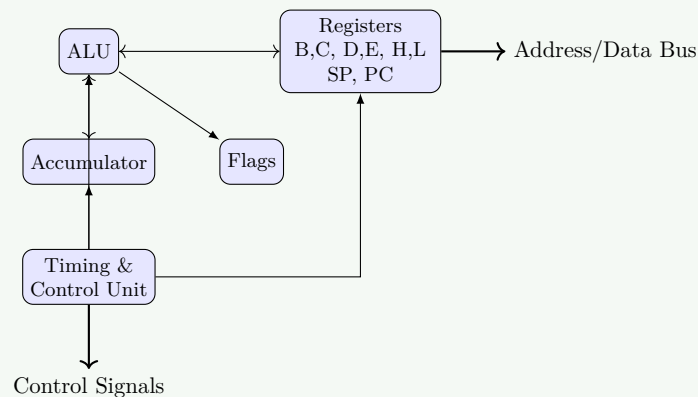 ALU
Registers
B,C, D,E, H,L
SP, PC
Address/Data Bus
Accumulator
Flags
Timing &
Control Unit
Control Signals